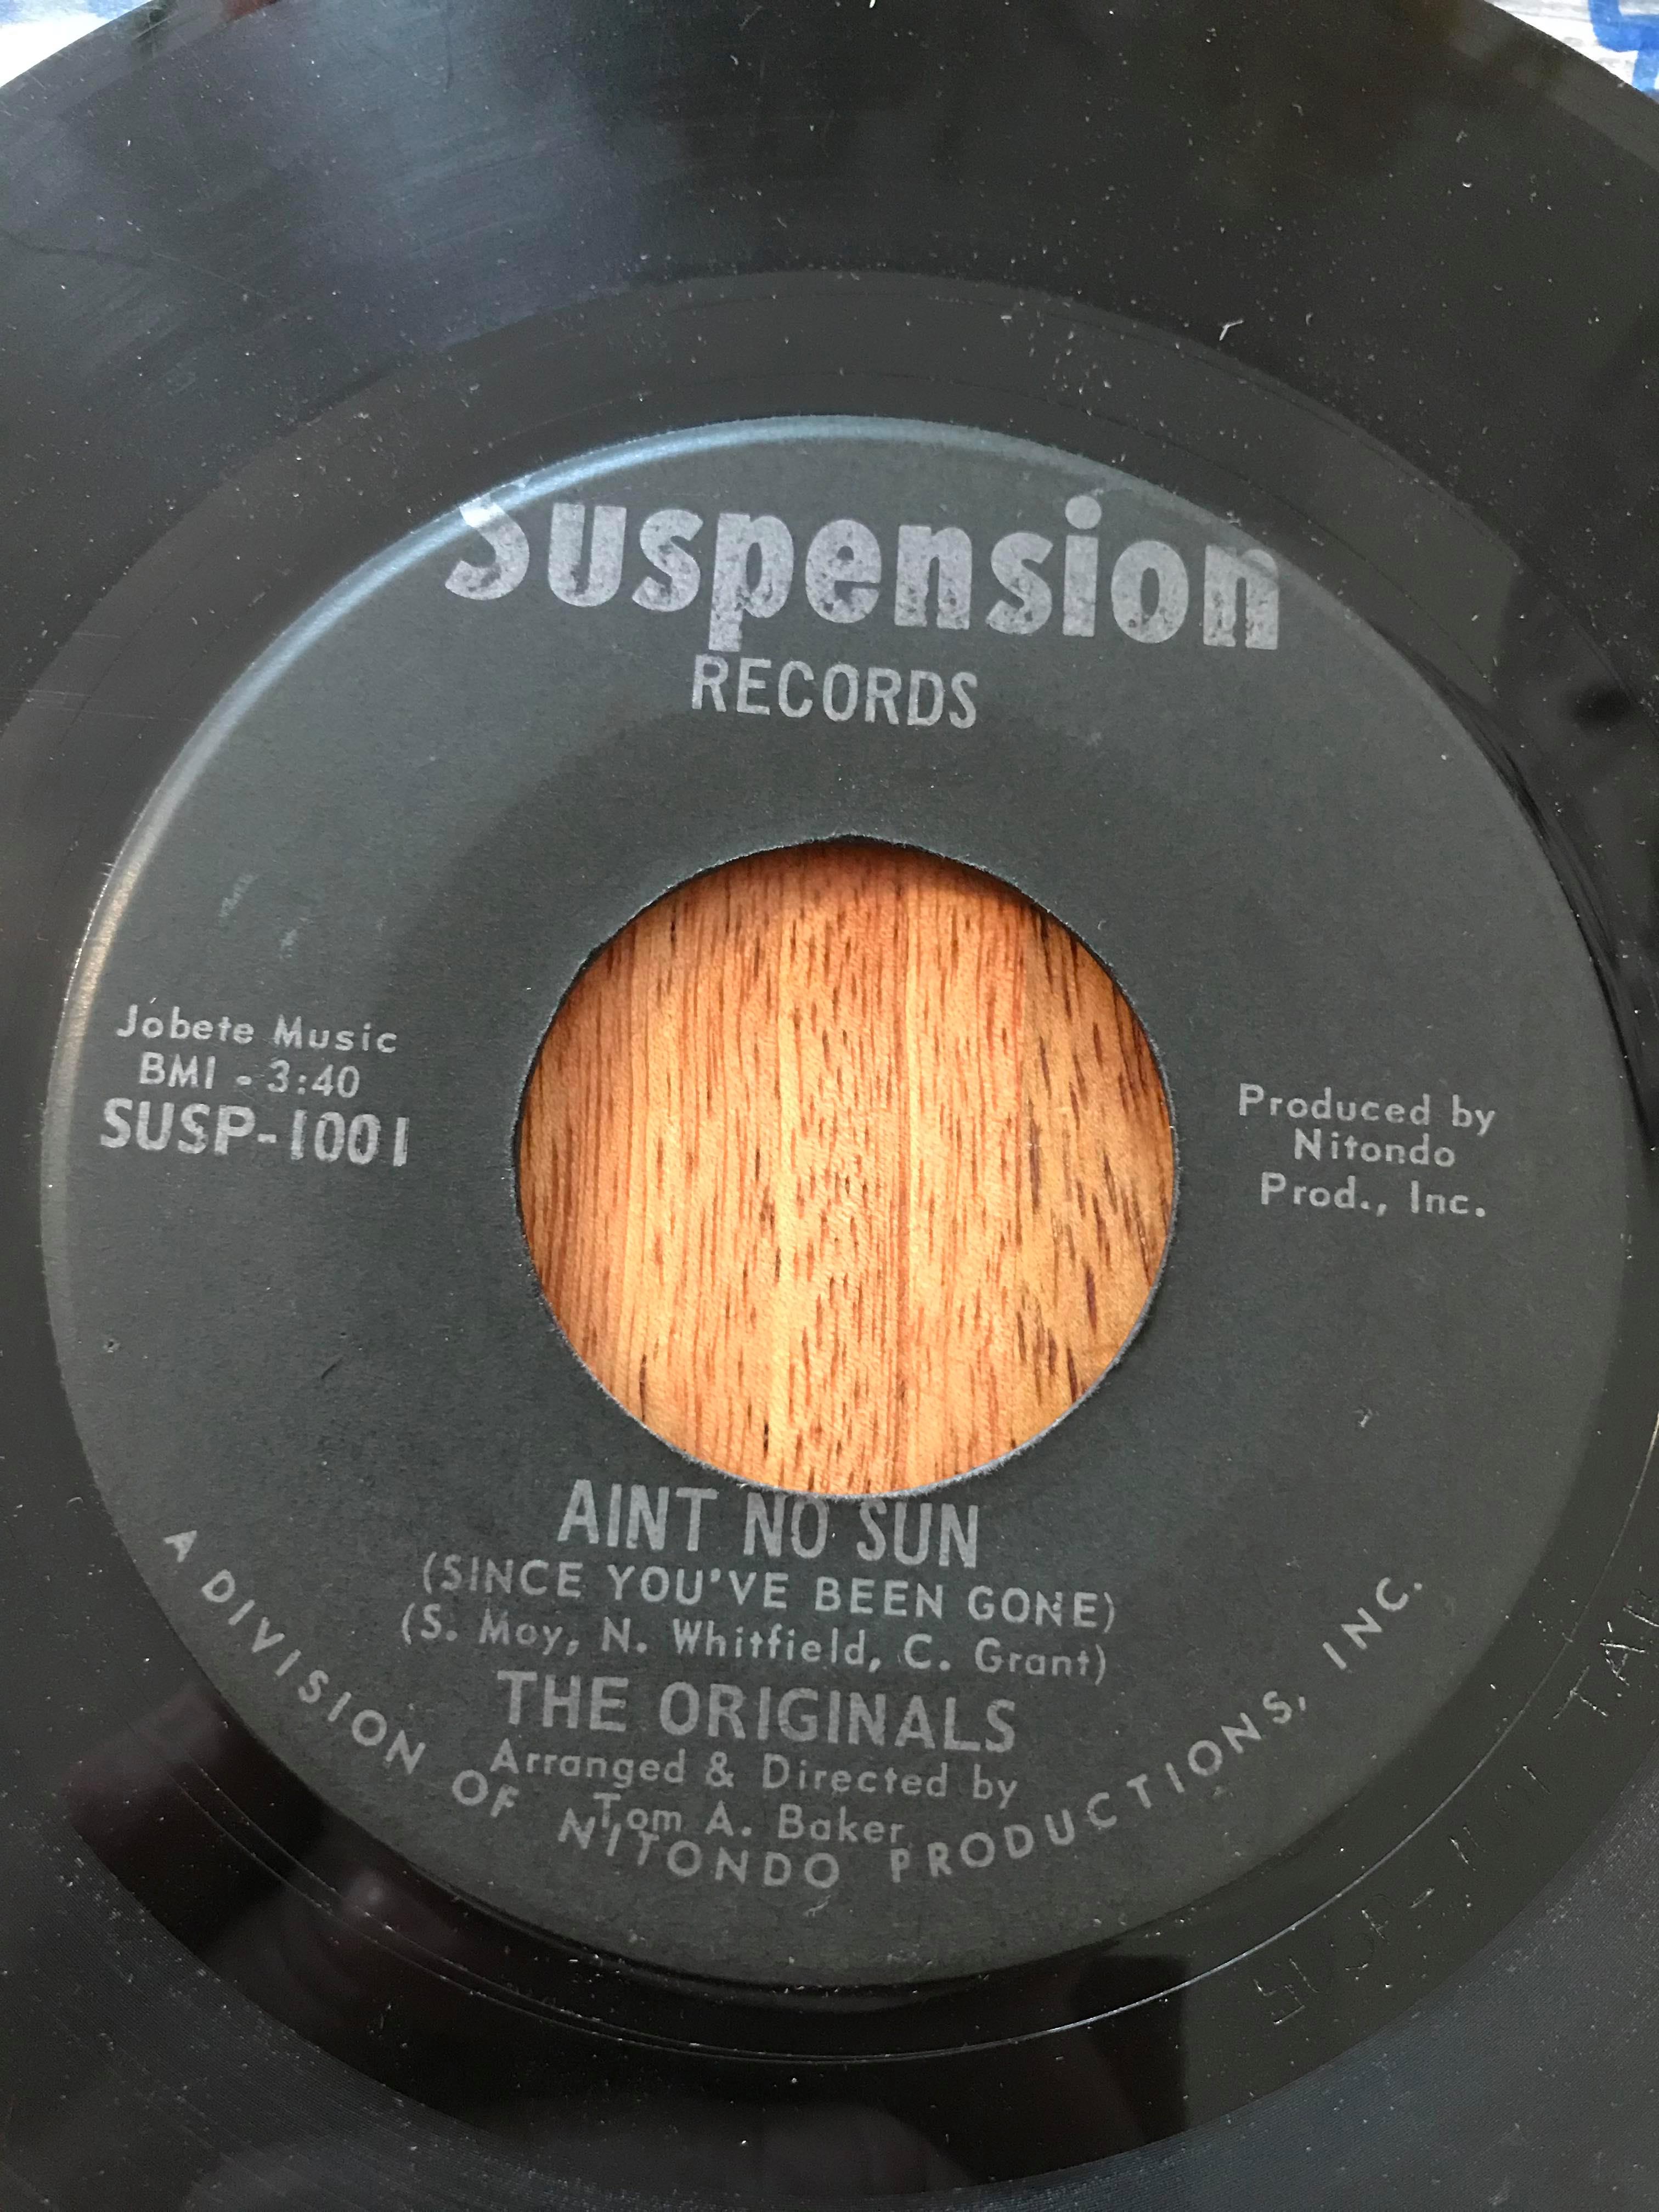 Suspension
RECORDS
Jobete Music
BMI - 3:40
SUSP-1001
Produced by
Nitondo
Prod., Inc.
AINT NO SUN
(SINCE YOU'VE BEEN GONE)
(S. Moy, N. Whitfield, C. Grant)
THE ORIGINALS
Arranged & Directed by
Tom A. Baker
A DIVISION OF NITONDO PRODUCTIONS, INC.